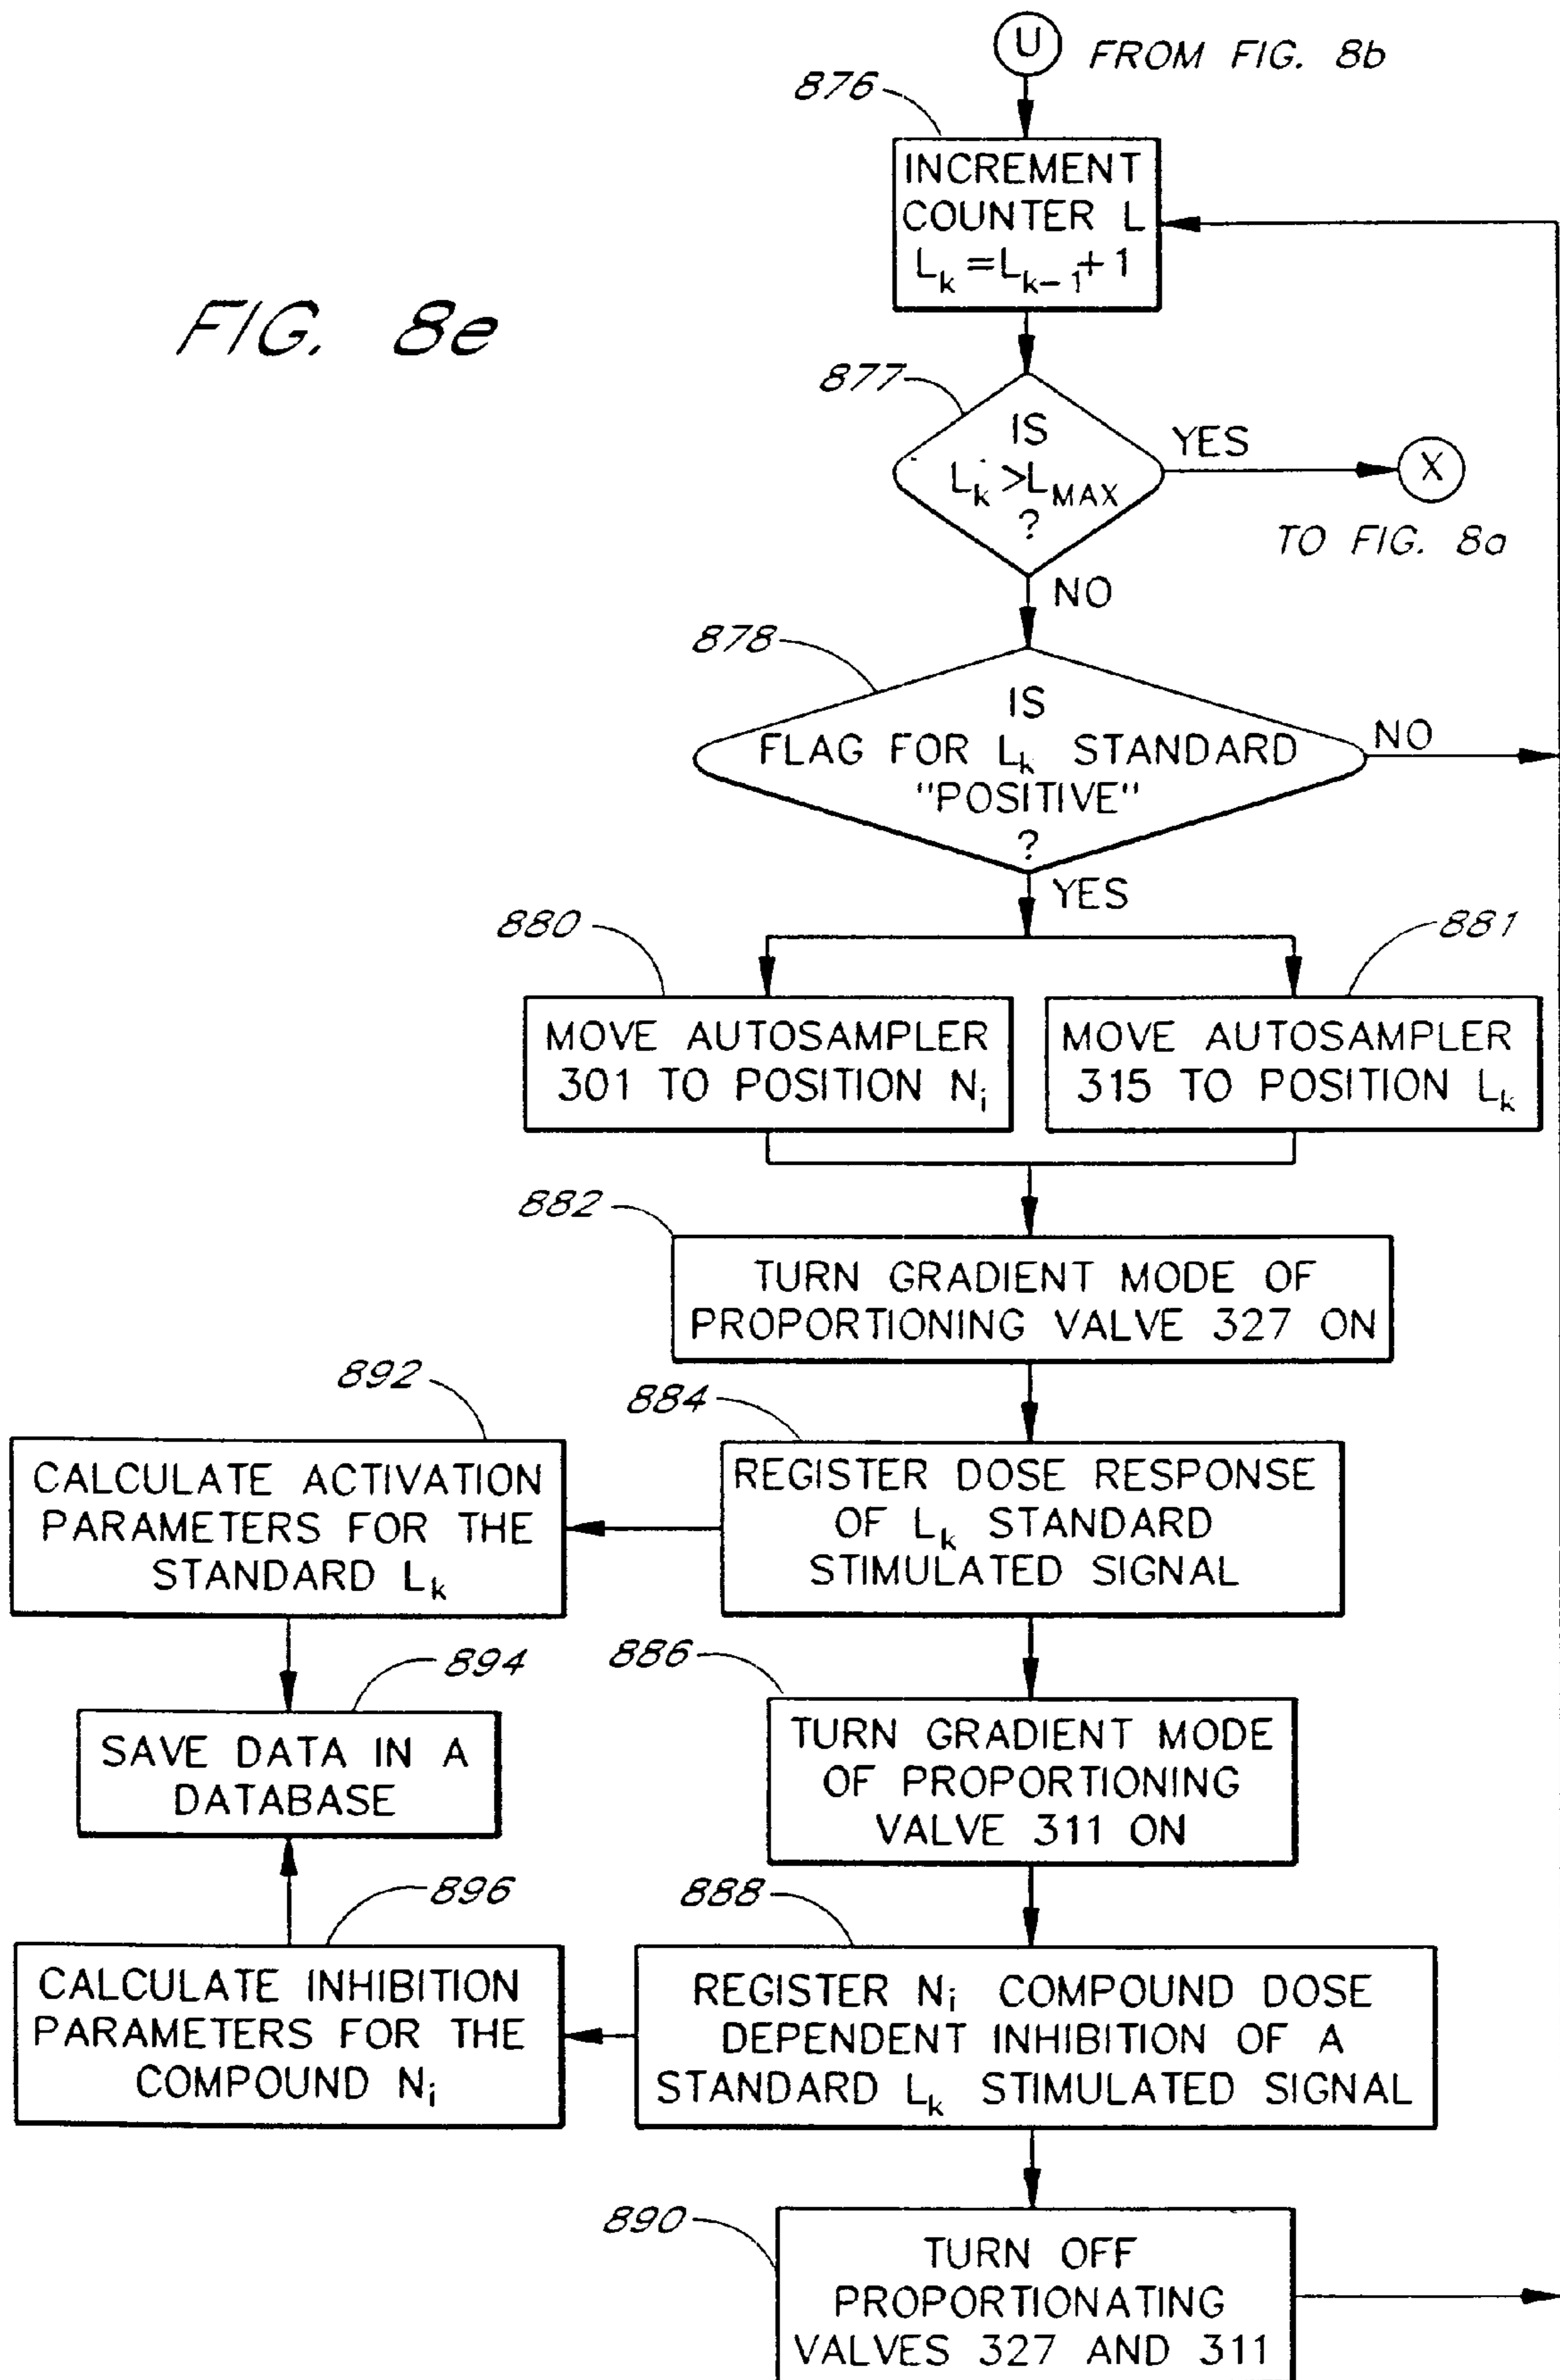 U FROM FIG. 8b
876
INCREMENT
COUNTER L
Lk = Lk-1 + 1
FIG. 8e
877
IS
Lk > LMAX
?
YES
X
TO FIG. 8a
NO
878
IS
FLAG FOR Lk STANDARD
"POSITIVE"
?
NO
YES
880
881
MOVE AUTOSAMPLER
301 TO POSITION Ni
MOVE AUTOSAMPLER
315 TO POSITION Lk
882
TURN GRADIENT MODE OF
PROPORTIONING VALVE 327 ON
892
884
CALCULATE ACTIVATION
PARAMETERS FOR THE
STANDARD Lk
REGISTER DOSE RESPONSE
OF Lk STANDARD
STIMULATED SIGNAL
894
886
SAVE DATA IN A
DATABASE
TURN GRADIENT MODE
OF PROPORTIONING
VALVE 311 ON
896
888
CALCULATE INHIBITION
PARAMETERS FOR THE
COMPOUND Ni
REGISTER Ni COMPOUND DOSE
DEPENDENT INHIBITION OF A
STANDARD Lk STIMULATED SIGNAL
890
TURN OFF
PROPORTIONATING
VALVES 327 AND 311